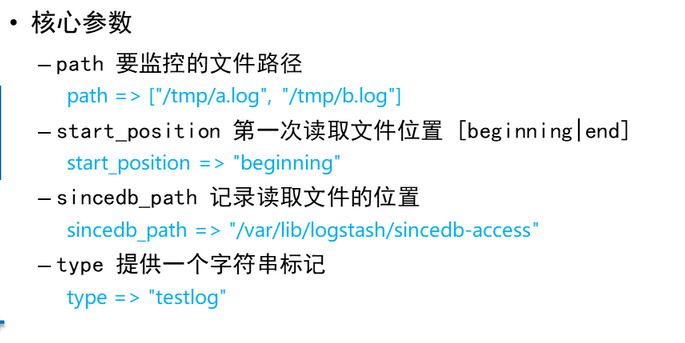 • 核心参数
– path 要监控的文件路径
path => ["/tmp/a.log", "/tmp/b.log"]
– start_position 第一次读取文件位置 [beginning|end]
start_position => "beginning"
– sincedb_path 记录读取文件的位置
sincedb_path => "/var/lib/logstash/sincedb-access"
– type 提供一个字符串标记
type => "testlog"